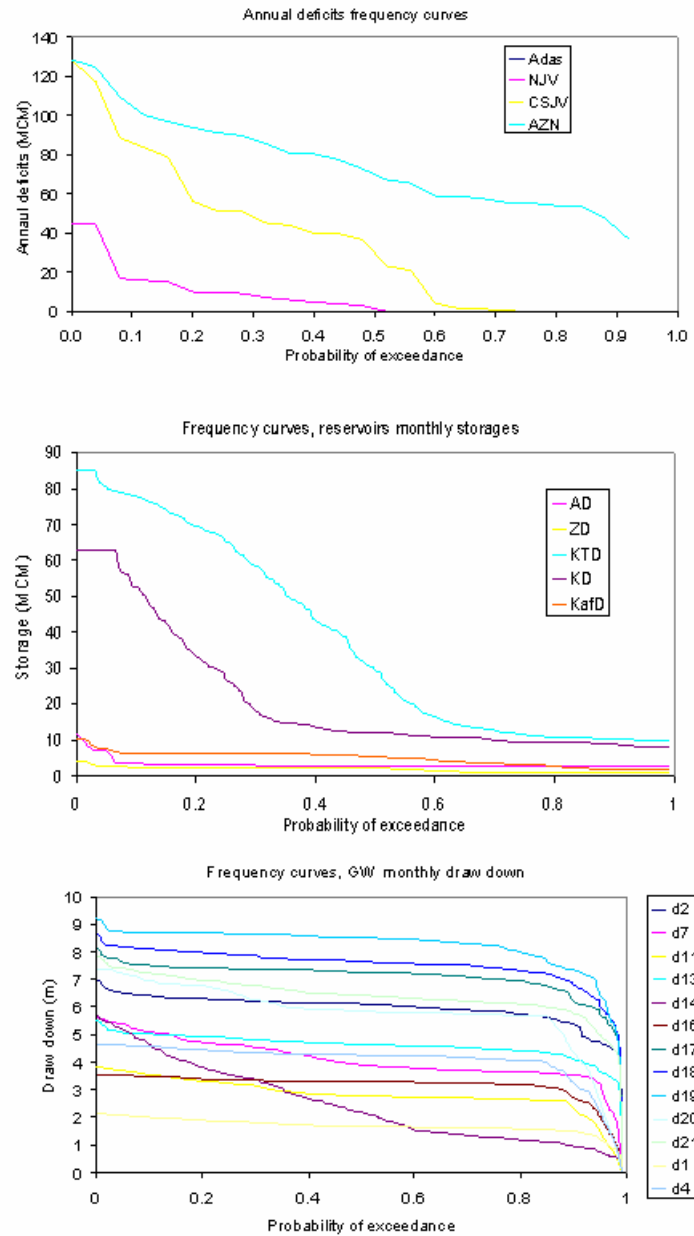 Annual deficits frequency curves
140
120
100
80
60
40
20
0
Annaul deficits (MCM)
Adas
NJV
CSJV
AZN
0.0 0.1 0.2 0.3 0.4 0.5 0.6 0.7 0.8 0.9 1.0
Probability of exceedance
Frequency curves, reservoirs monthly storages
90
80
70
60
50
40
30
20
10
0
Storage (MCM)
AD
ZD
KTD
KD
KafD
0 0.2 0.4 0.6 0.8 1
Probability of exceedance
Frequency curves, GW monthly draw down
10
9
8
7
6
5
4
3
2
1
0
Draw down (m)
d2
d7
d11
d13
d14
d16
d17
d18
d19
d20
d21
d1
d4
0 0.2 0.4 0.6 0.8 1
Probability of exceedance